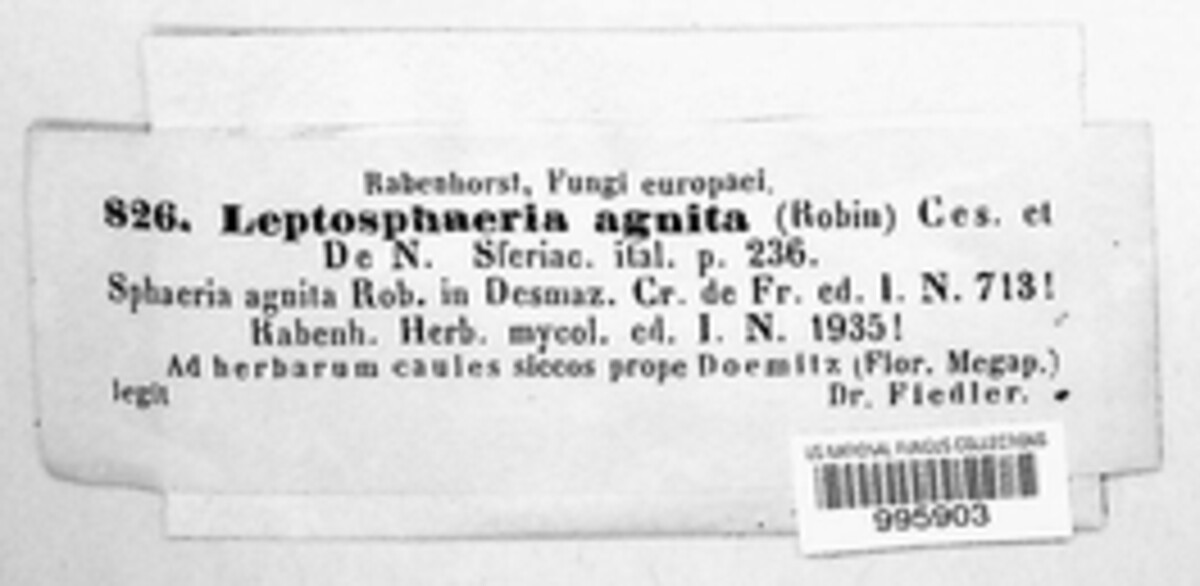 Rabenhorst, Fungi europaei.
826. Leptosphaeria agnita (Robin) Ces. et
De N. Sferiac. ital. p. 236.
Sphaeria agnita Rob. in Desmaz. Cr. de Fr. ed. I. N. 713!
Rabenh. Herb. mycol. ed. I. N. 1935!
Ad herbarum caules siccos prope Doemitz (Flor. Megap.)
legit Dr. Fiedler.
US NATIONAL FUNGUS COLLECTIONS
995903